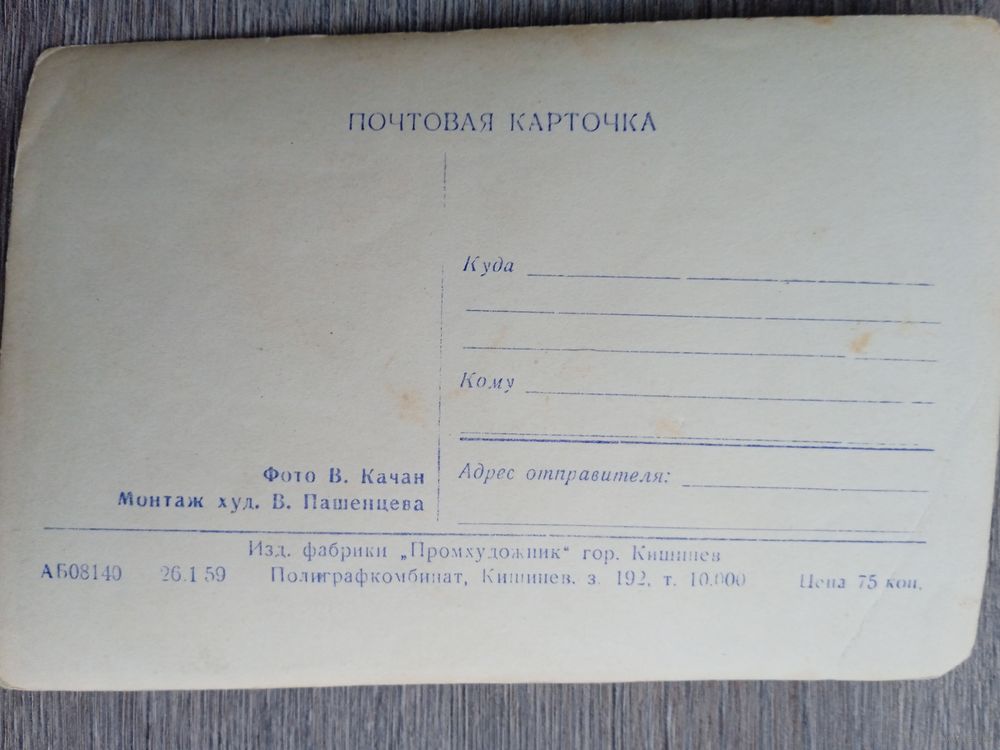 ПОЧТОВАЯ КАРТОЧКА
Куда
Кому
Адрес отправителя:
Фото В. Качан
Монтаж худ. В. Пашенцева
Изд. фабрики „Промхудожник“ гор. Кишинев
АБ08140 26.1 59 Полиграфкомбинат, Кишинев. з. 192, т. 10.000 Цена 75 коп.